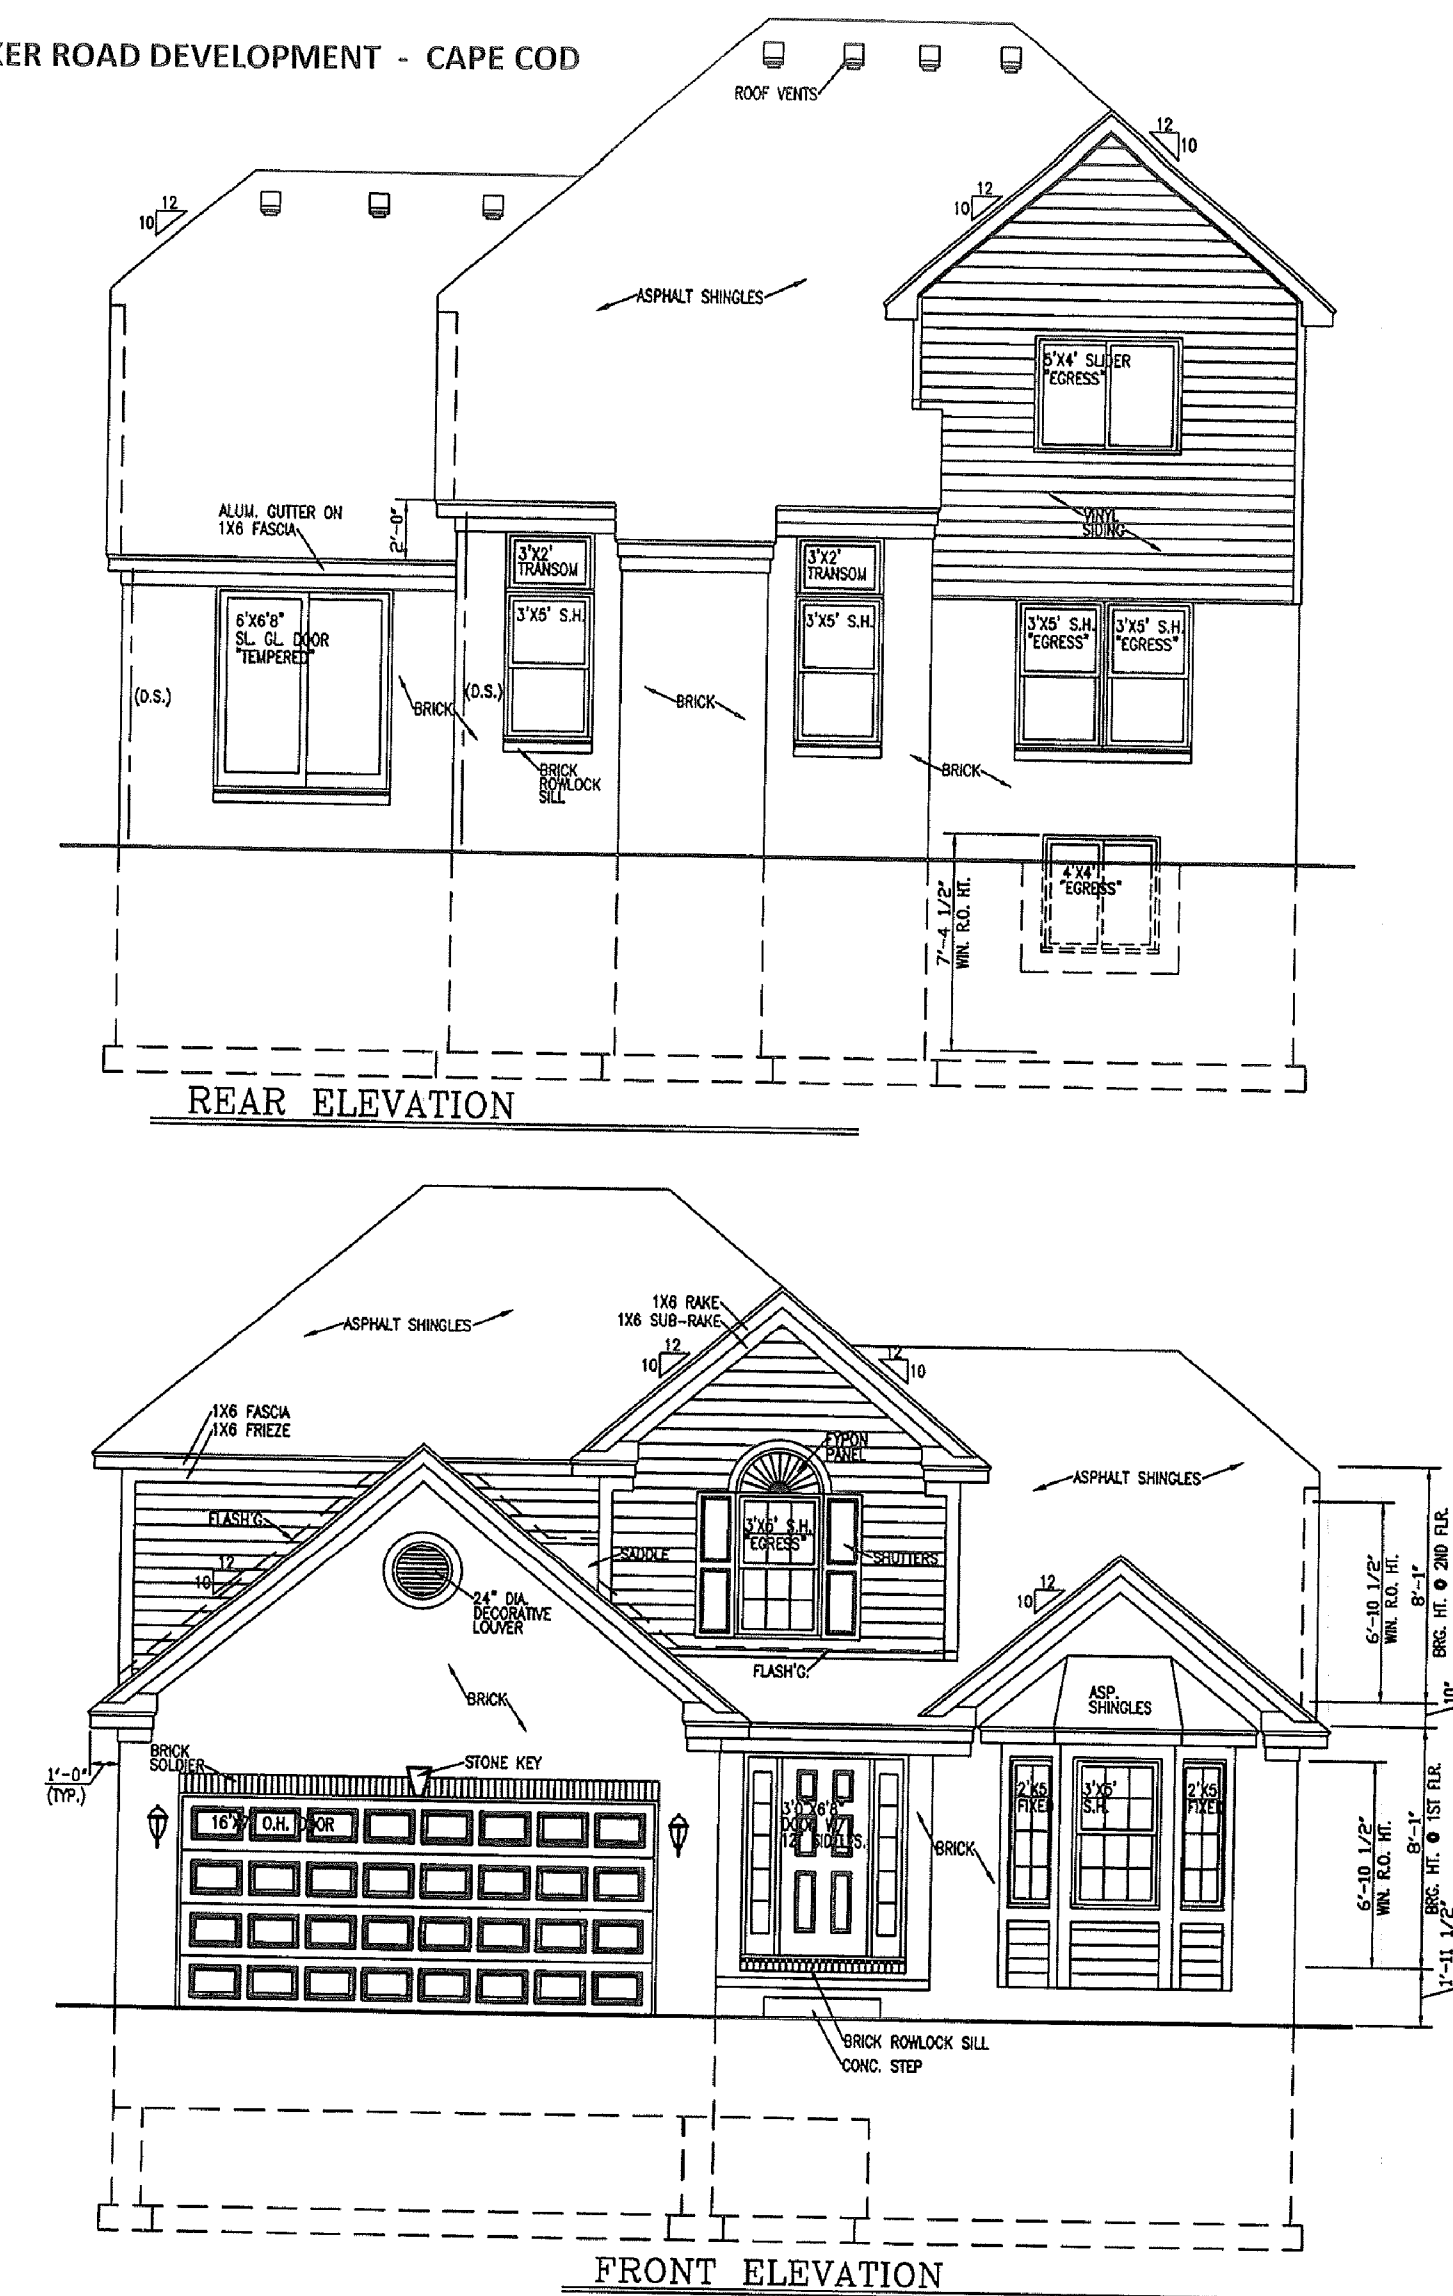 KER ROAD DEVELOPMENT - CAPE COD
ROOF VENTS
12
10
12
10
12
10
ASPHALT SHINGLES
5'X4' SLIDER
"EGRESS"
ALUM. GUTTER ON
1X6 FASCIA
2'-0"
VINYL
SIDING
3'X2'
TRANSOM
3'X2'
TRANSOM
6'X6'8"
SL. GL. DOOR
"TEMPERED"
3'X5' S.H.
3'X5' S.H.
3'X5' S.H.
"EGRESS"
3'X5' S.H.
"EGRESS"
(D.S.)
(D.S.)
BRICK
BRICK
BRICK
ROWLOCK
SILL
BRICK
4'X4'
"EGRESS"
7'-4 1/2"
WIN. R.O. HT.
REAR ELEVATION
1X6 RAKE
1X6 SUB-RAKE
ASPHALT SHINGLES
12
10
12
10
1X6 FASCIA
1X6 FRIEZE
FYPON
PANEL
ASPHALT SHINGLES
FLASH'G.
3'X5' S.H.
"EGRESS"
SADDLE
SHUTTERS
12
10
24" DIA.
DECORATIVE
LOUVER
12
10
6'-10 1/2"
WIN. R.O. HT.
8'-1"
BRG. HT. @ 2ND FLR.
FLASH'G.
BRICK
ASP.
SHINGLES
10"
1'-0"
(TYP.)
BRICK
SOLDIER
STONE KEY
16'X7' O.H. DOOR
3'0"X6'8"
DOOR W/
12" SIDLTS.
2'X5'
FIXED
3'X5'
S.H.
2'X5'
FIXED
BRICK
6'-10 1/2"
WIN. R.O. HT.
8'-1"
BRG. HT. @ 1ST FLR.
1'-11 1/2"
BRICK ROWLOCK SILL
CONC. STEP
FRONT ELEVATION